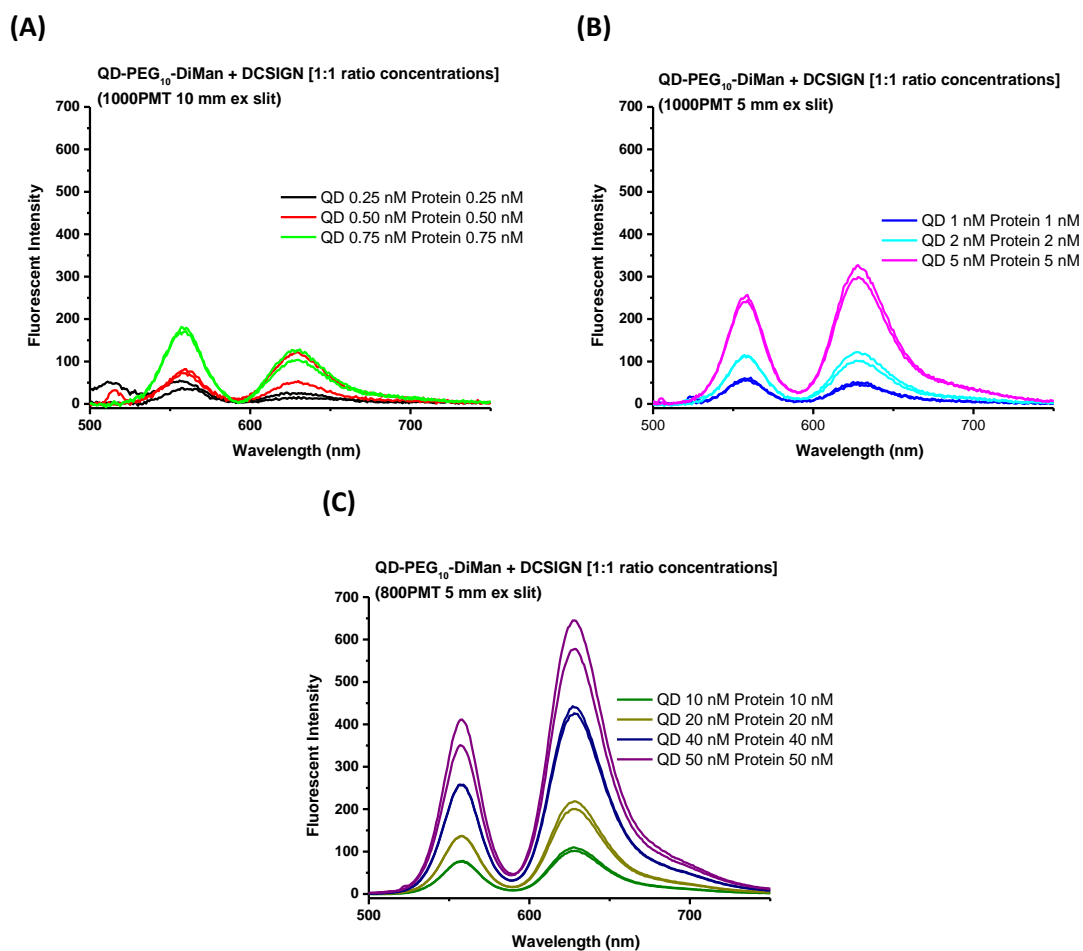 (A)
QD-PEG₁₀-DiMan + DCSIGN [1:1 ratio concentrations]
(1000PMT 10 mm ex slit)
700
600
500
400
300
200
100
0
Fluorescent Intensity
QD 0.25 nM Protein 0.25 nM
QD 0.50 nM Protein 0.50 nM
QD 0.75 nM Protein 0.75 nM
500
600
700
Wavelength (nm)
(B)
QD-PEG₁₀-DiMan + DCSIGN [1:1 ratio concentrations]
(1000PMT 5 mm ex slit)
700
600
500
400
300
200
100
0
Fluorescent Intensity
QD 1 nM Protein 1 nM
QD 2 nM Protein 2 nM
QD 5 nM Protein 5 nM
500
600
700
Wavelength (nm)
(C)
QD-PEG₁₀-DiMan + DCSIGN [1:1 ratio concentrations]
(800PMT 5 mm ex slit)
700
600
500
400
300
200
100
0
Fluorescent Intensity
QD 10 nM Protein 10 nM
QD 20 nM Protein 20 nM
QD 40 nM Protein 40 nM
QD 50 nM Protein 50 nM
500
600
700
Wavelength (nm)